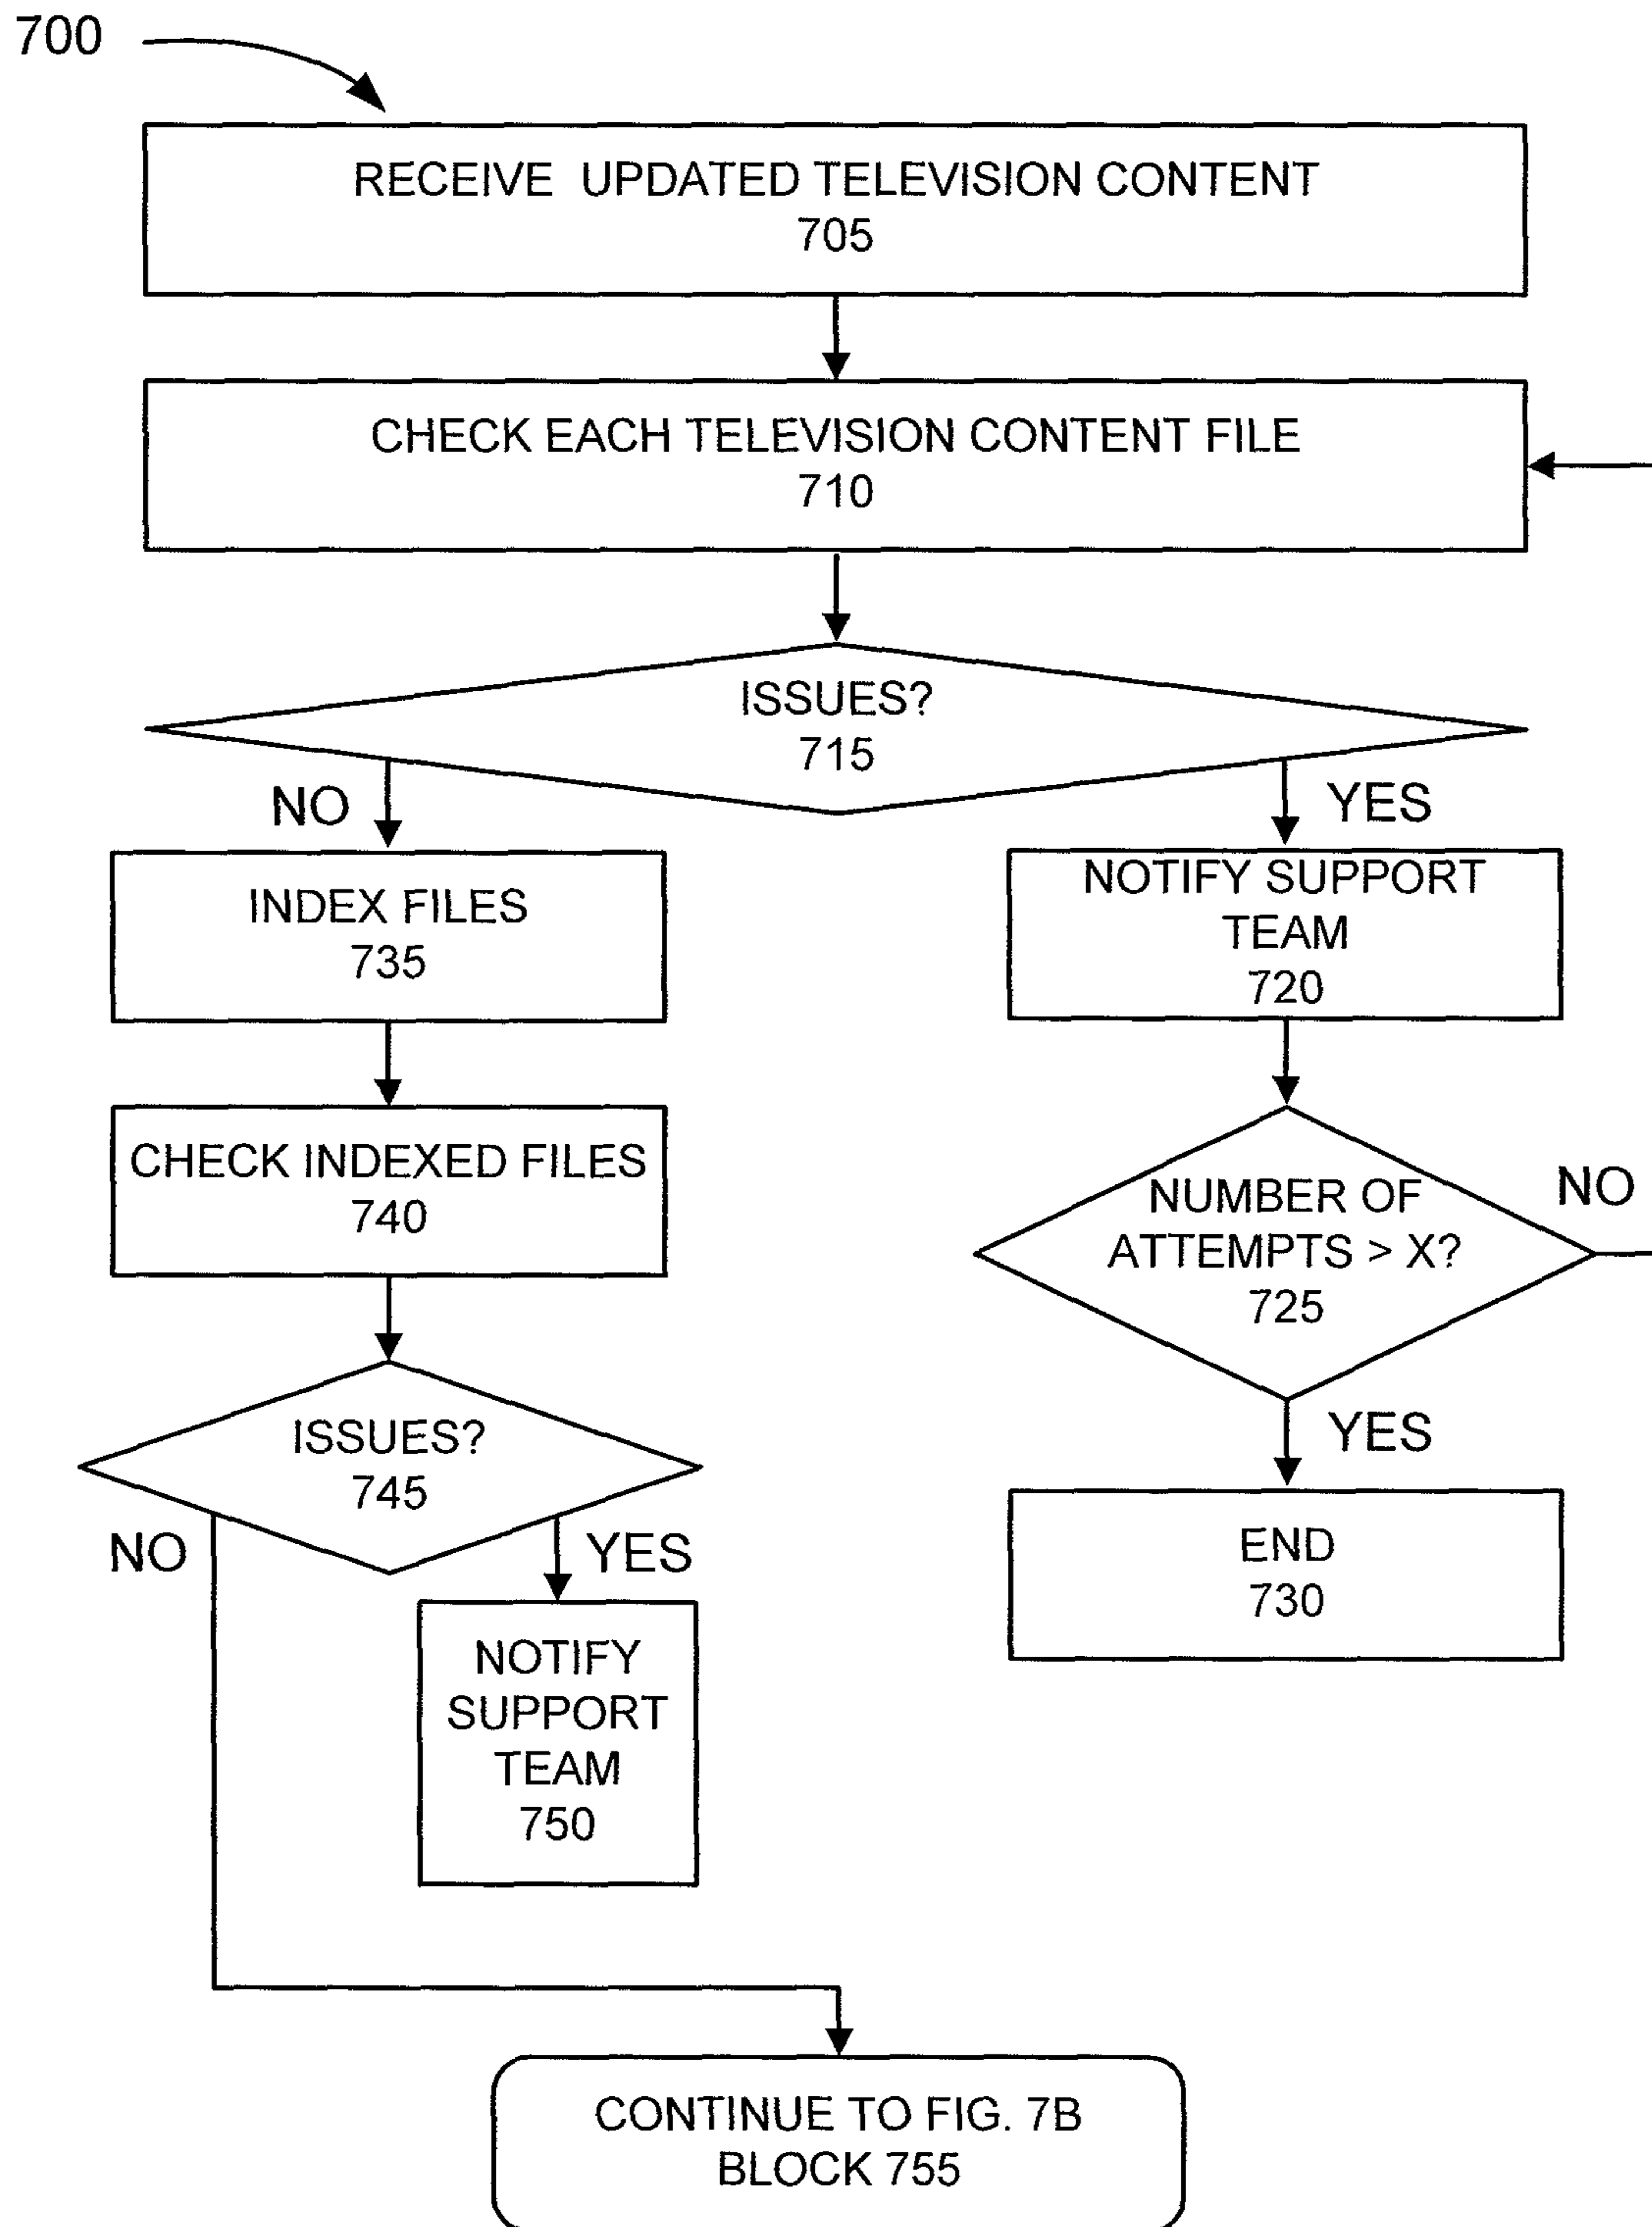 700
RECEIVE UPDATED TELEVISION CONTENT
705
CHECK EACH TELEVISION CONTENT FILE
710
ISSUES?
715
NO
YES
INDEX FILES
735
NOTIFY SUPPORT
TEAM
720
CHECK INDEXED FILES
740
NUMBER OF
ATTEMPTS > X?
725
NO
ISSUES?
745
NO
YES
YES
END
730
NOTIFY
SUPPORT
TEAM
750
CONTINUE TO FIG. 7B
BLOCK 755